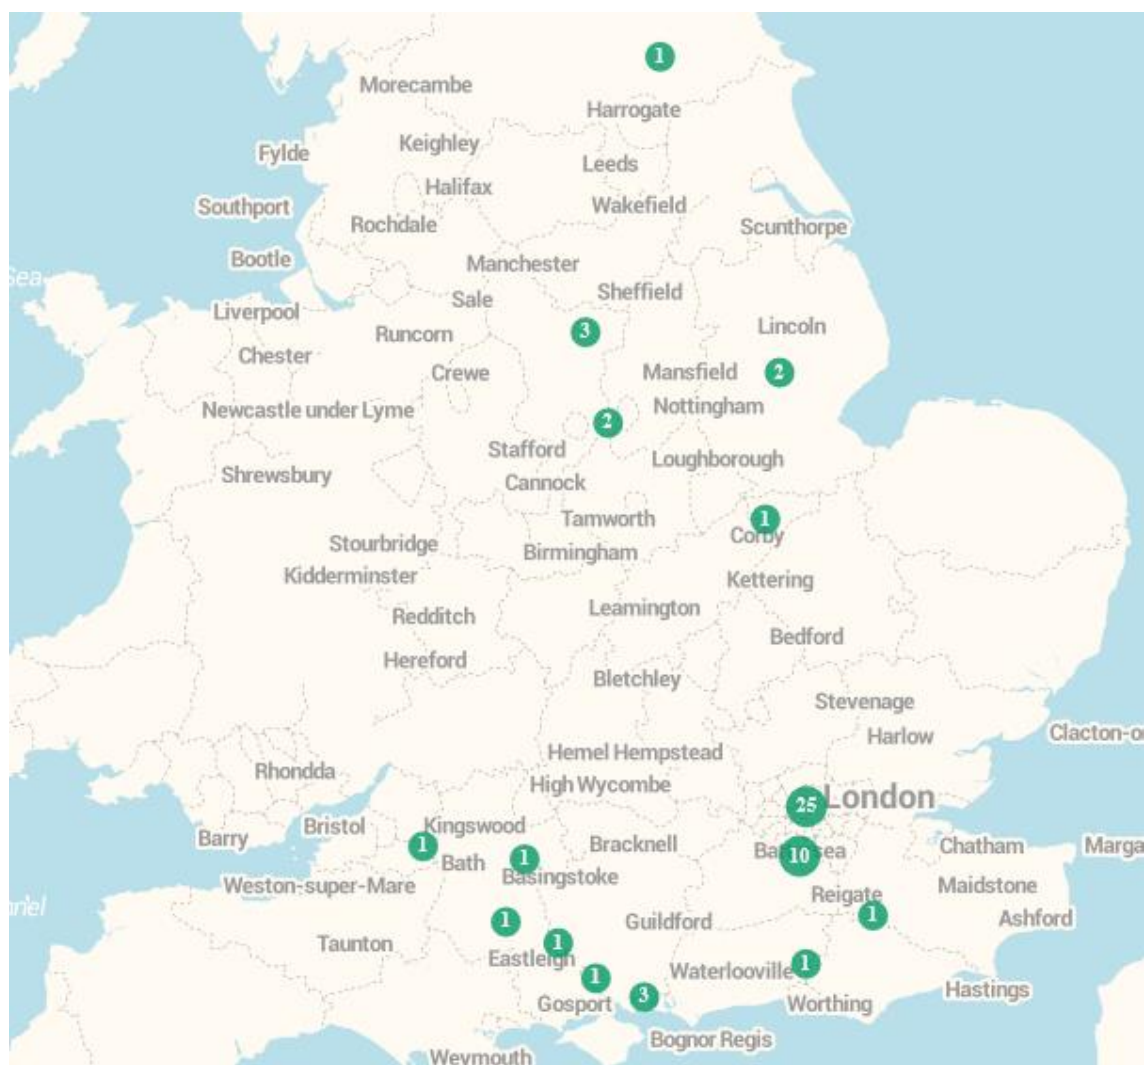 1
Morecambe
Harrogate
Keighley
Fylde
Leeds
Halifax
Southport
Wakefield
Rochdale
Scunthorpe
Bootle
Manchester
Sea
Sheffield
Sale
Liverpool
Lincoln
3
Runcorn
Chester
Crewe
Mansfield
2
Newcastle under Lyme
Nottingham
2
Stafford
Loughborough
Shrewsbury
Cannock
Tamworth
1
Corby
Stourbridge
Birmingham
Kidderminster
Kettering
Leamington
Redditch
Bedford
Hereford
Bletchley
Stevenage
Clacton-o
Harlow
Hemel Hempstead
Rhondda
High Wycombe
25
London
Bristol
Kingswood
Barry
1
Bracknell
10
Chatham
Marga
Bath
1
Basingstoke
Weston-super-Mare
Reigate
Maidstone
1
1
Guildford
Ashford
Taunton
1
Eastleigh
Waterlooville
1
1
Gosport
3
Worthing
Hastings
Bognor Regis
Weymouth